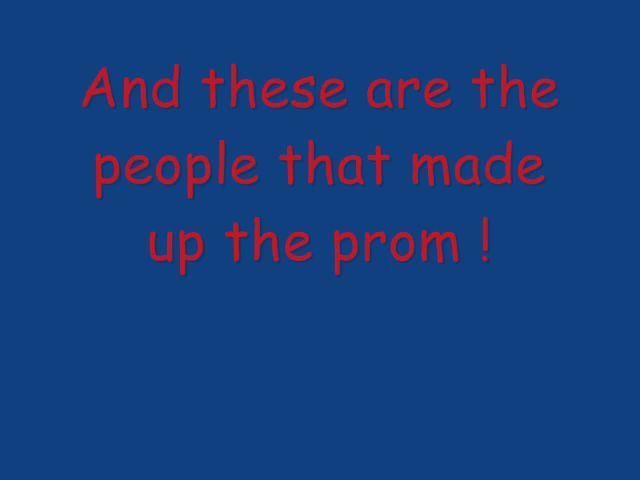 And these are the
people that made
up the prom !